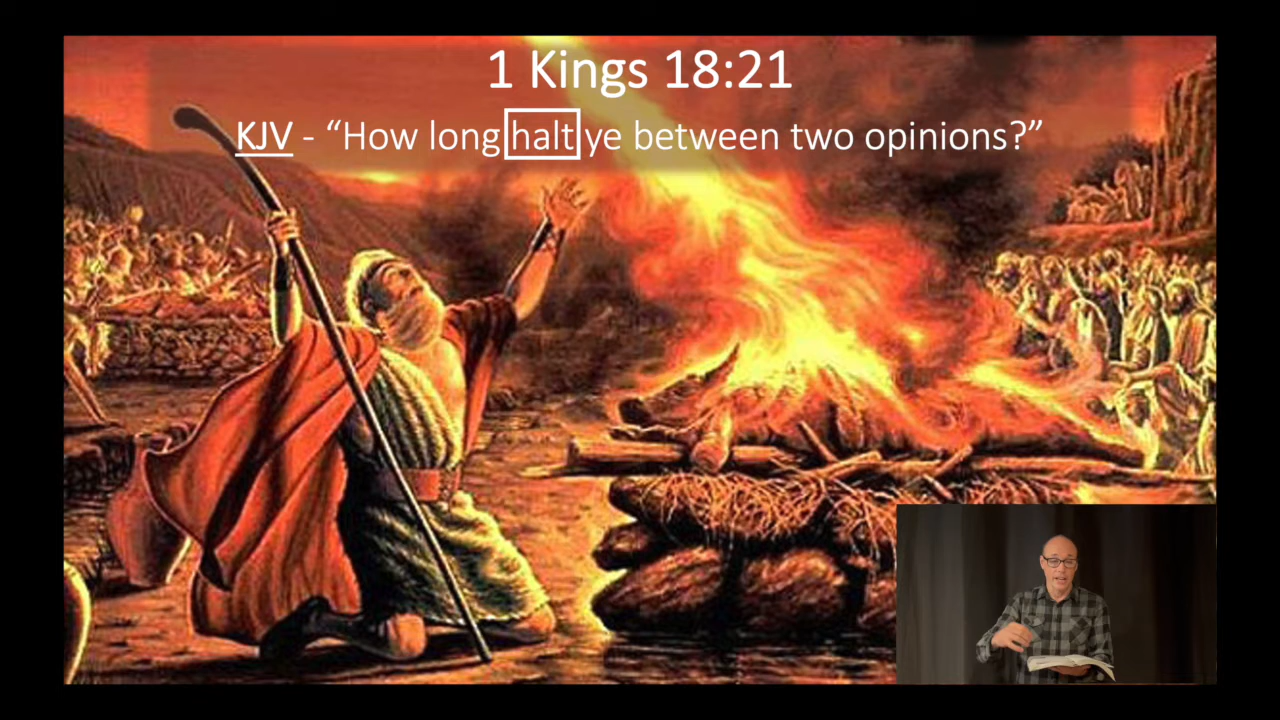 1 Kings 18:21
KJV - “How long halt ye between two opinions?”